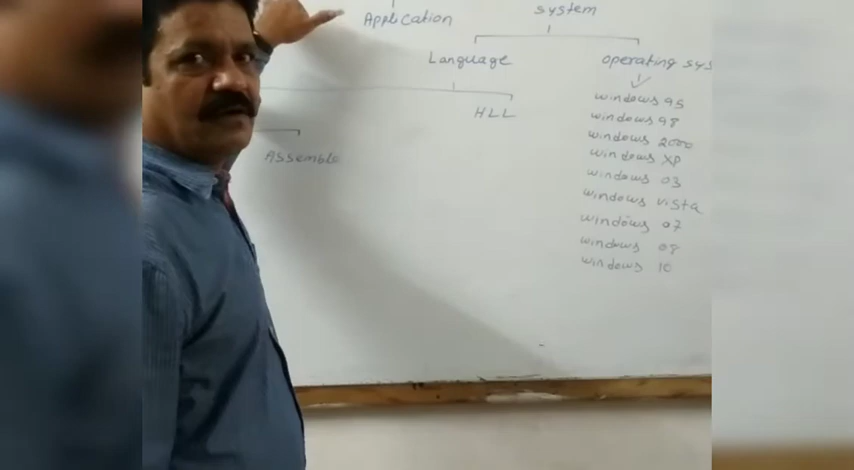 Application
system
Language
operating sys
HLL
Assemble
windows 95
windows 98
windows 2000
windows XP
windows 03
windows vista
windows 07
windows 08
windows 10